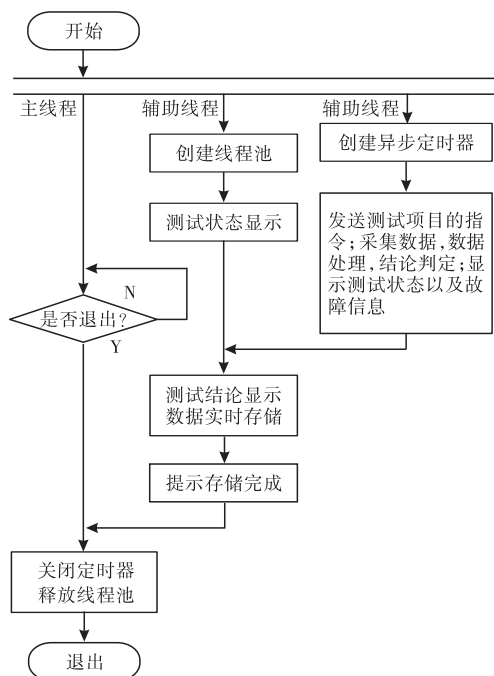 开始
主线程
辅助线程
辅助线程
创建线程池
创建异步定时器
测试状态显示
发送测试项目的指
令;采集数据,数据
处理,结论判定;显
示测试状态以及故
障信息
N
是否退出?
Y
测试结论显示
数据实时存储
提示存储完成
关闭定时器
释放线程池
退出